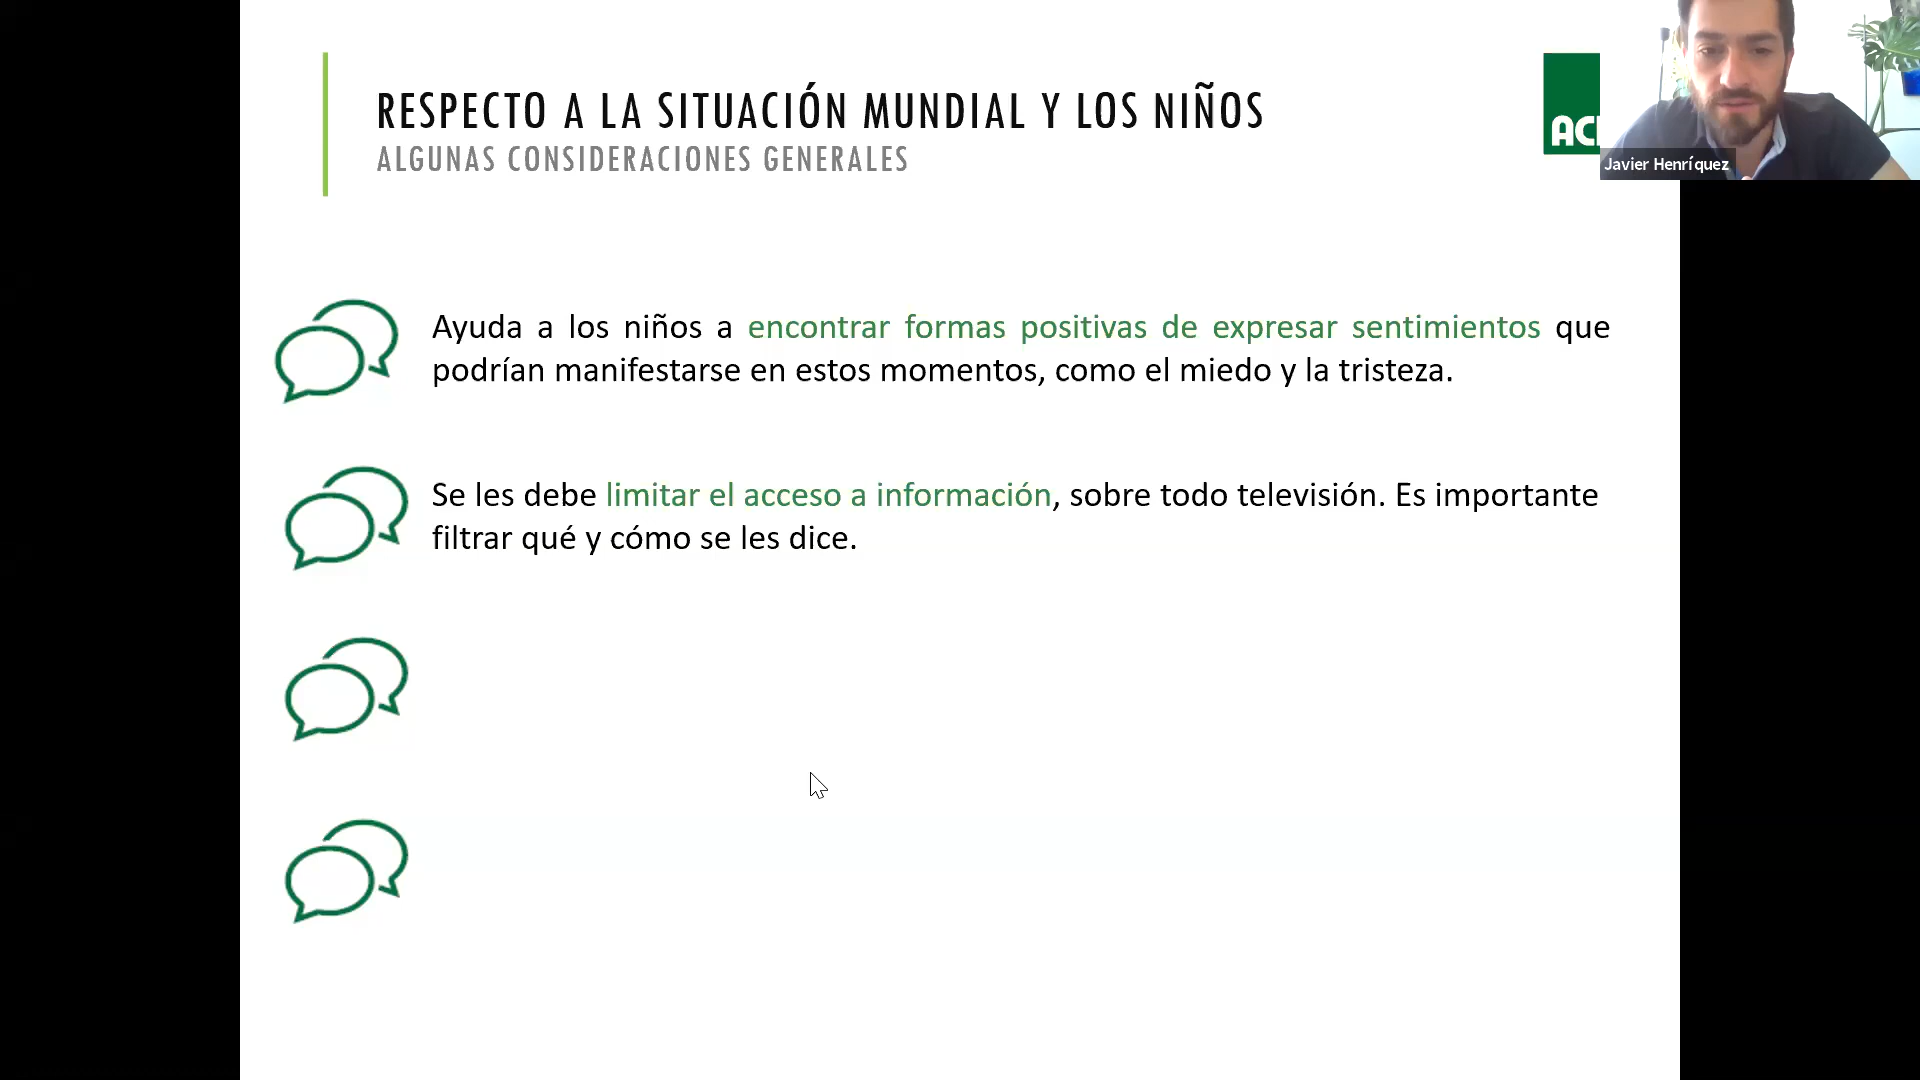 RESPECTO A LA SITUACIÓN MUNDIAL Y LOS NIÑOS
ALGUNAS CONSIDERACIONES GENERALES
Javier Henríquez
Ayuda a los niños a encontrar formas positivas de expresar sentimientos que
podrían manifestarse en estos momentos, como el miedo y la tristeza.
Se les debe limitar el acceso a información, sobre todo televisión. Es importante
filtrar qué y cómo se les dice.